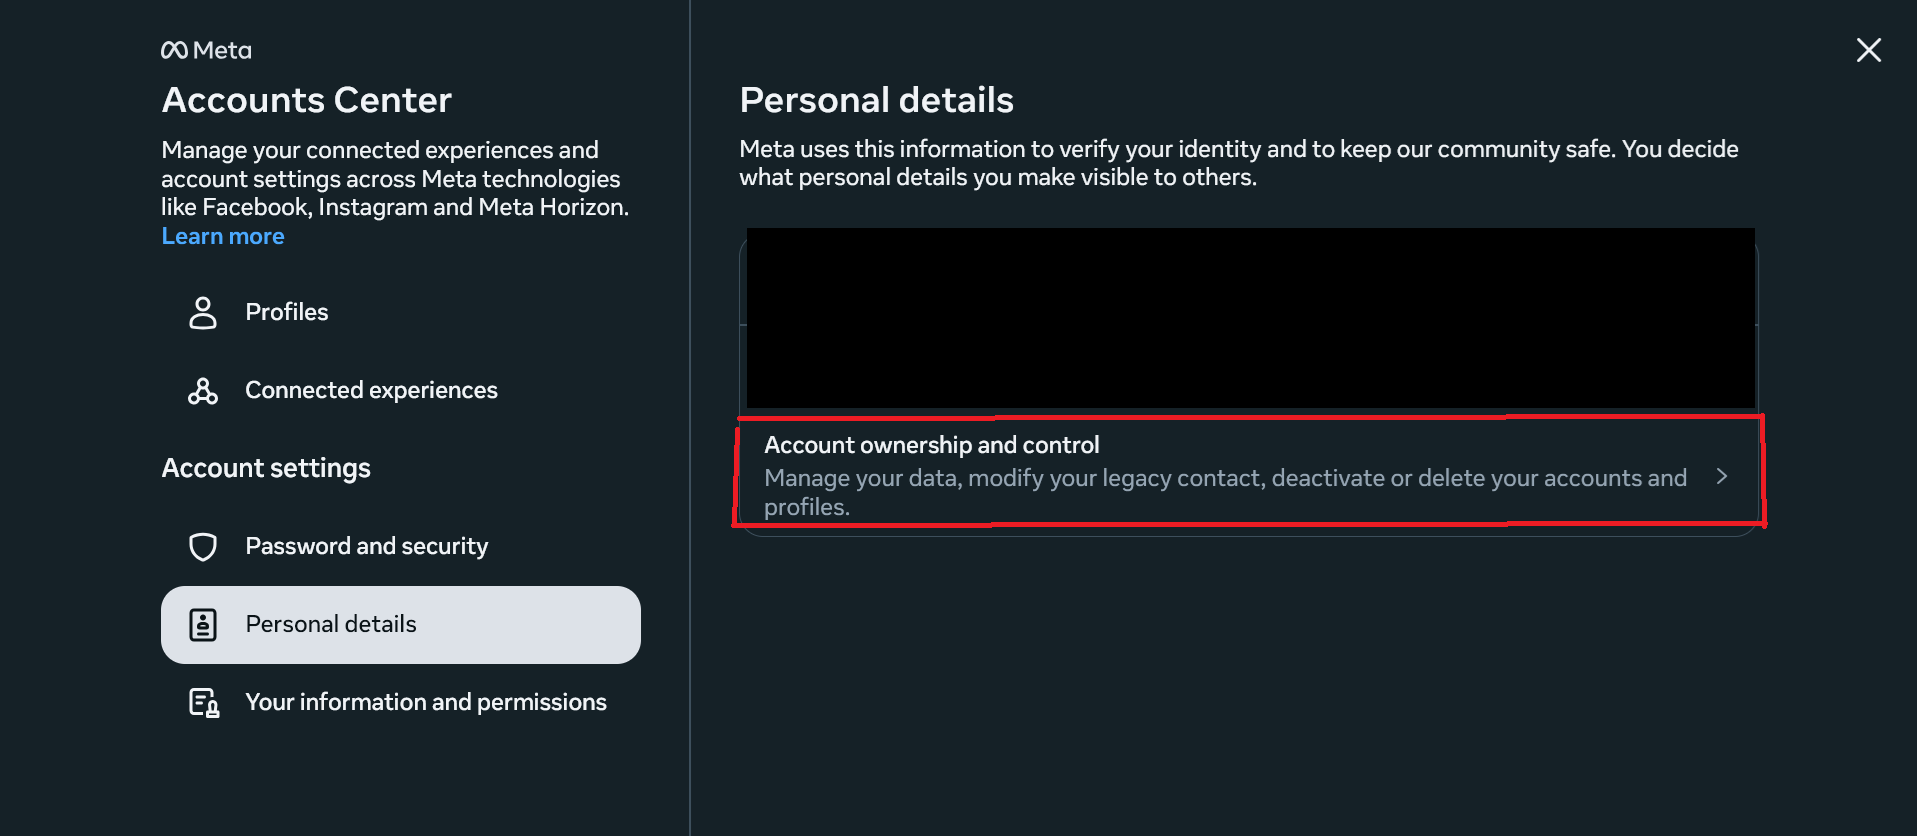 Meta
Accounts Center
Manage your connected experiences and
account settings across Meta technologies
like Facebook, Instagram and Meta Horizon.
Learn more
Profiles
Connected experiences
Account settings
Password and security
Personal details
Your information and permissions
Personal details
Meta uses this information to verify your identity and to keep our community safe. You decide
what personal details you make visible to others.
Account ownership and control
Manage your data, modify your legacy contact, deactivate or delete your accounts and
profiles.